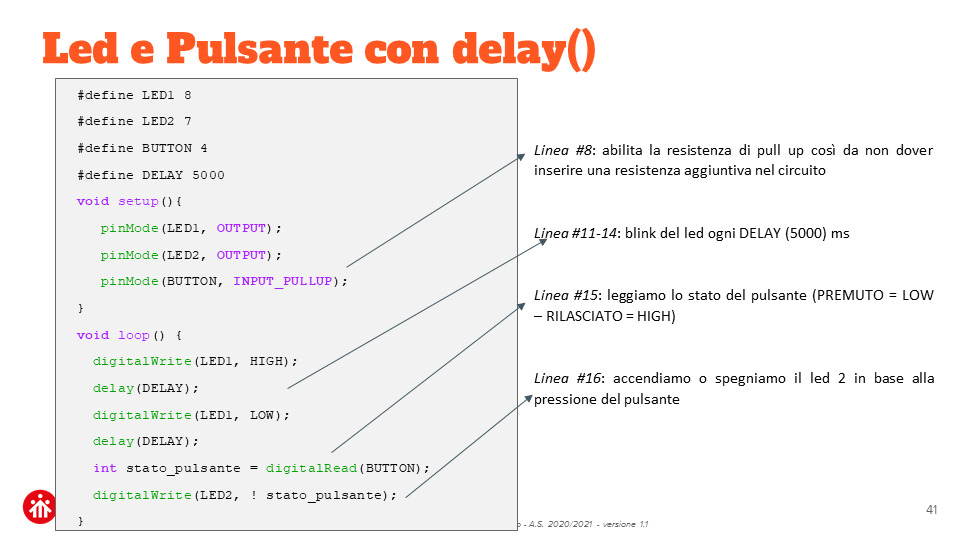 Led e Pulsante con delay()
#define LED1 8
#define LED2 7
#define BUTTON 4
#define DELAY 5000
void setup(){
pinMode(LED1, OUTPUT);
pinMode(LED2, OUTPUT);
pinMode(BUTTON, INPUT_PULLUP);
}
void loop() {
digitalWrite(LED1, HIGH);
delay(DELAY);
digitalWrite(LED1, LOW);
delay(DELAY);
int stato_pulsante = digitalRead(BUTTON);
digitalWrite(LED2, ! stato_pulsante);
}
Linea #8: abilita la resistenza di pull up così da non dover
inserire una resistenza aggiuntiva nel circuito
Linea #11-14: blink del led ogni DELAY (5000) ms
Linea #15: leggiamo lo stato del pulsante (PREMUTO = LOW
– RILASCIATO = HIGH)
Linea #16: accendiamo o spegniamo il led 2 in base alla
pressione del pulsante
- A.S. 2020/2021 - versione 1.1
41